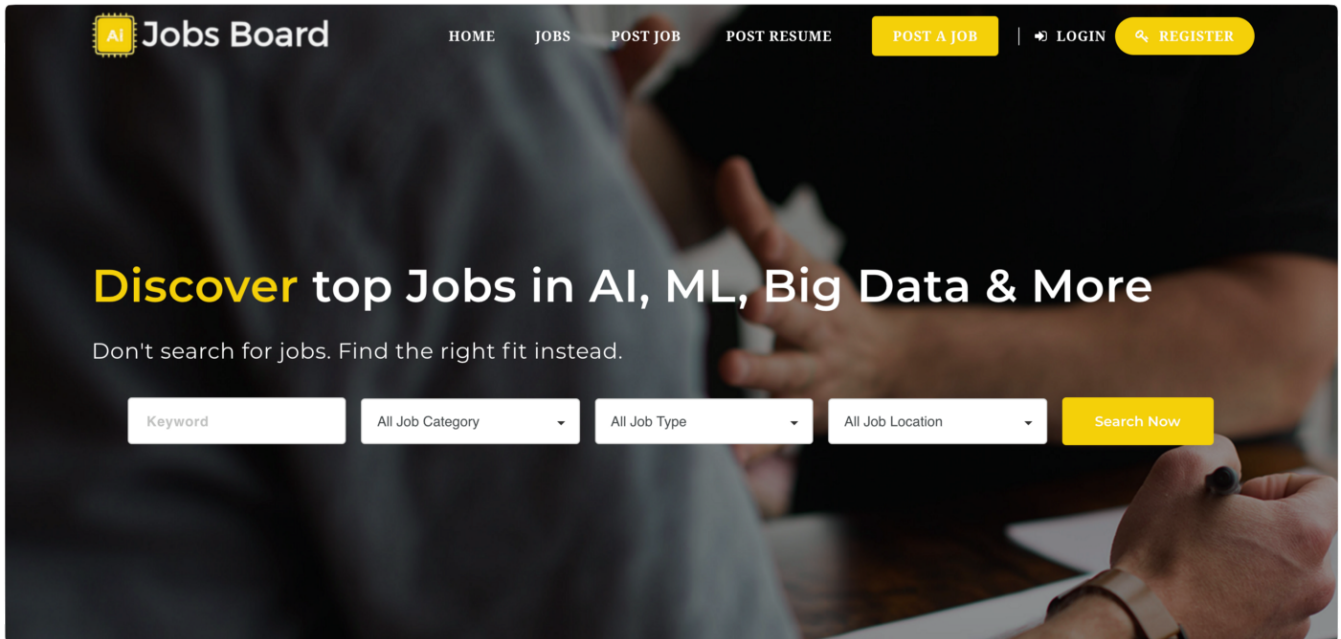 Ai Jobs Board HOME JOBS POST JOB POST RESUME POST A JOB LOGIN REGISTER
Discover top Jobs in AI, ML, Big Data & More
Don't search for jobs. Find the right fit instead.
Keyword All Job Category All Job Type All Job Location Search Now